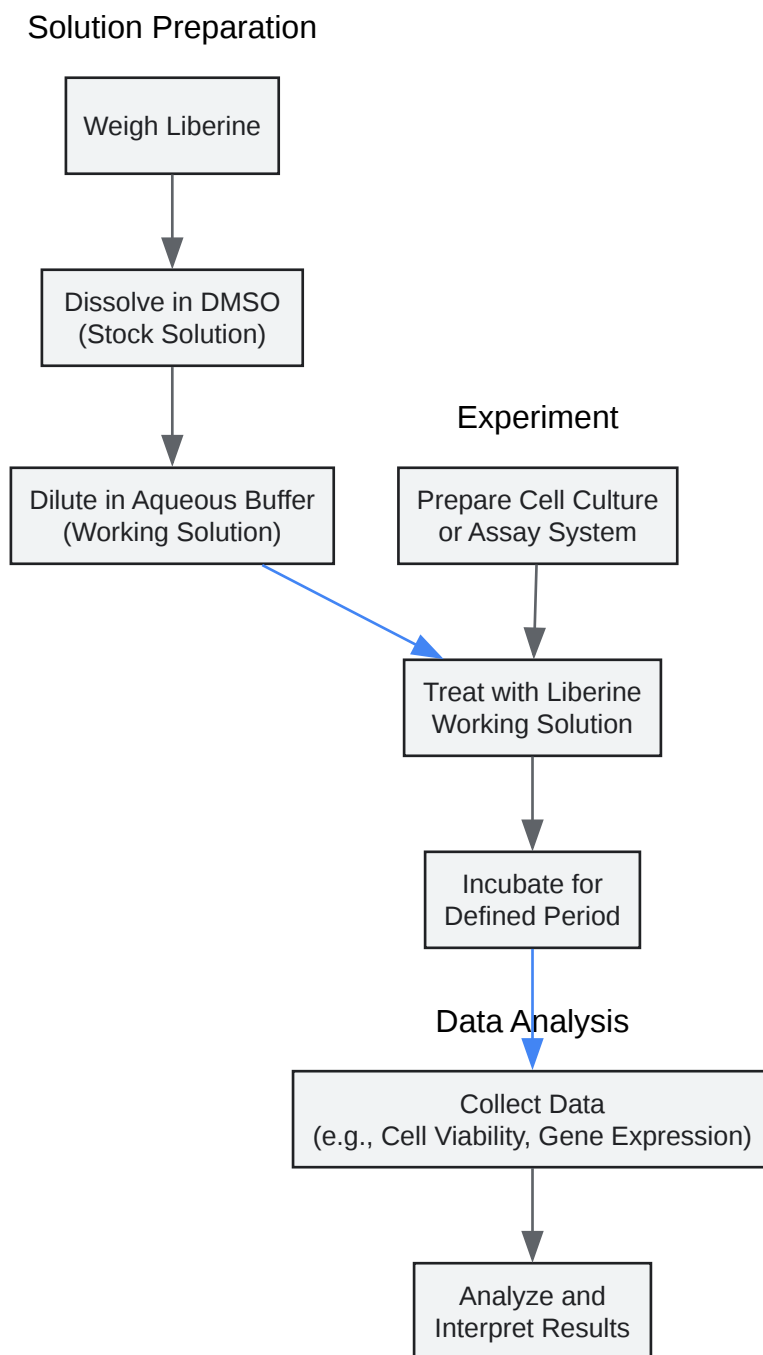 Solution Preparation
Weigh Liberine
Dissolve in DMSO
(Stock Solution)
Dilute in Aqueous Buffer
(Working Solution)
Experiment
Prepare Cell Culture
or Assay System
Treat with Liberine
Working Solution
Incubate for
Defined Period
Data Analysis
Collect Data
(e.g., Cell Viability, Gene Expression)
Analyze and
Interpret Results